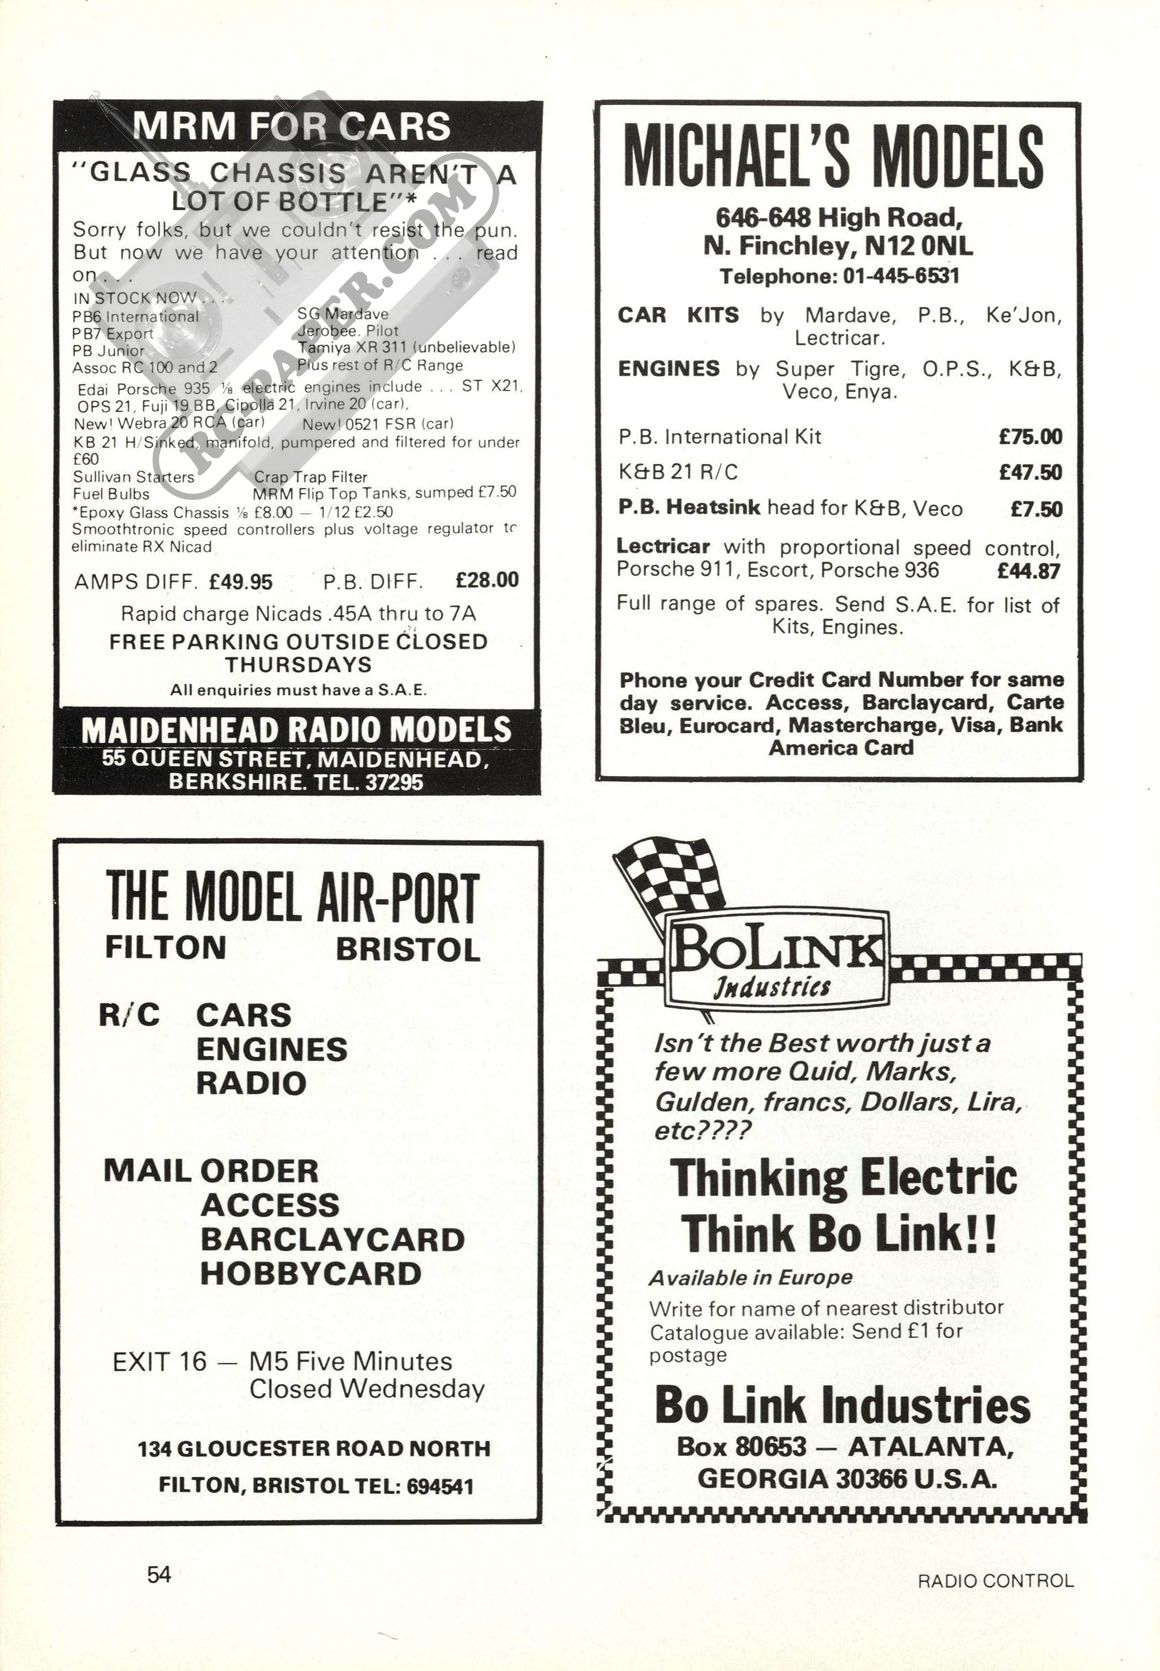 MRM FOR CARS
"GLASS CHASSIS AREN'T A
LOT OF BOTTLE"*
Sorry folks, but we couldn't resist the pun.
But now we have your attention . . . read
on . . .
IN STOCK NOW . . .
PB6 International
PB7 Export
PB Junior
Assoc RC 100 and 2
SG Mardave
Jerobee. Pilot
Tamiya XR 311 (unbelievable)
Plus rest of R/C Range
Edai Porsche 935 ⅛ electric engines include . . . ST X21,
OPS 21, Fuji 19 BB, Cipolla 21, Irvine 20 (car),
New! Webra 20 RCA (car) New! 0521 FSR (car)
KB 21 H/Sinked, manifold, pumpered and filtered for under
£60
Sullivan Starters Crap Trap Filter
Fuel Bulbs MRM Flip Top Tanks, sumped £7.50
*Epoxy Glass Chassis ⅛ £8.00 — 1/12 £2.50
Smoothtronic speed controllers plus voltage regulator to
eliminate RX Nicad
AMPS DIFF. £49.95 P.B. DIFF. £28.00
Rapid charge Nicads .45A thru to 7A
FREE PARKING OUTSIDE CLOSED
THURSDAYS
All enquiries must have a S.A.E.
MAIDENHEAD RADIO MODELS
55 QUEEN STREET, MAIDENHEAD,
BERKSHIRE. TEL. 37295
RC-PAPER.COM
MICHAEL'S MODELS
646-648 High Road,
N. Finchley, N12 0NL
Telephone: 01-445-6531
CAR KITS by Mardave, P.B., Ke'Jon,
Lectricar.
ENGINES by Super Tigre, O.P.S., K&B,
Veco, Enya.
P.B. International Kit £75.00
K&B 21 R/C £47.50
P.B. Heatsink head for K&B, Veco £7.50
Lectricar with proportional speed control,
Porsche 911, Escort, Porsche 936 £44.87
Full range of spares. Send S.A.E. for list of
Kits, Engines.
Phone your Credit Card Number for same
day service. Access, Barclaycard, Carte
Bleu, Eurocard, Mastercharge, Visa, Bank
America Card
THE MODEL AIR-PORT
FILTON BRISTOL
R/C CARS
ENGINES
RADIO
MAIL ORDER
ACCESS
BARCLAYCARD
HOBBYCARD
EXIT 16 — M5 Five Minutes
Closed Wednesday
134 GLOUCESTER ROAD NORTH
FILTON, BRISTOL TEL: 694541
BOLINK
Industries
Isn't the Best worth just a
few more Quid, Marks,
Gulden, francs, Dollars, Lira,
etc????
Thinking Electric
Think Bo Link!!
Available in Europe
Write for name of nearest distributor
Catalogue available: Send £1 for
postage
Bo Link Industries
Box 80653 — ATALANTA,
GEORGIA 30366 U.S.A.
54
RADIO CONTROL